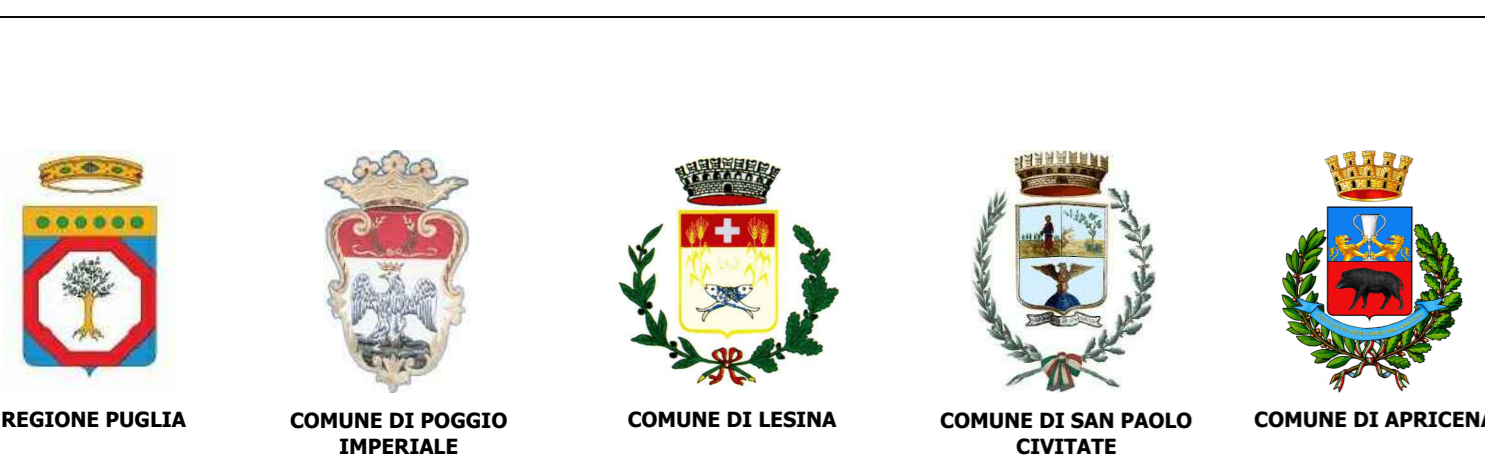 REGIONE PUGLIA
COMUNE DI POGGIO
IMPERIALE
COMUNE DI LESINA
COMUNE DI SAN PAOLO
CIVITATE
COMUNE DI APRICENA